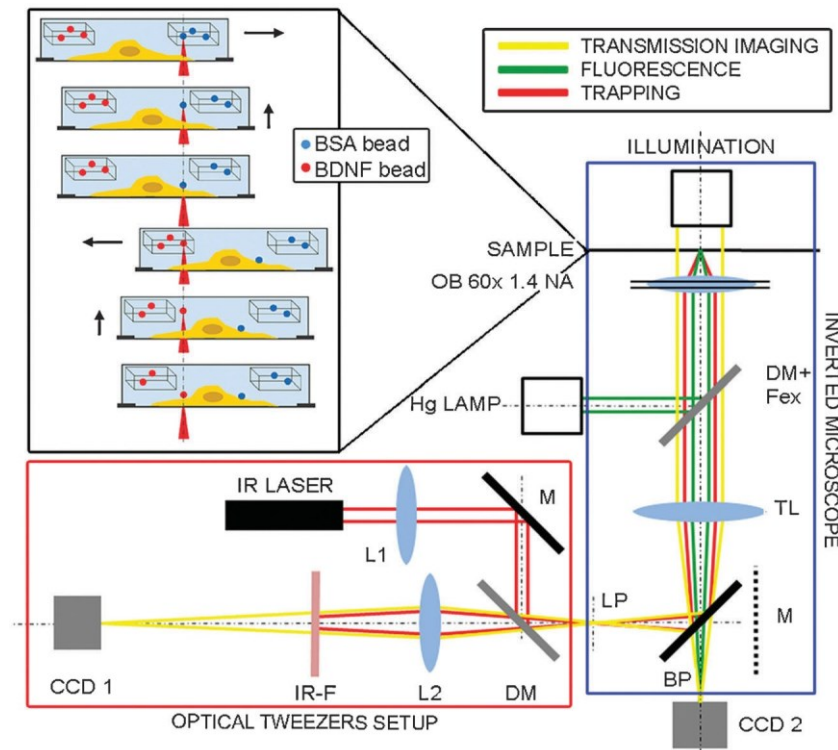 TRANSMISSION IMAGING
FLUORESCENCE
TRAPPING
BSA bead
BDNF bead
ILLUMINATION
SAMPLE
OB 60x 1.4 NA
INVERTED MICROSCOPE
DM+
Fex
Hg LAMP
IR LASER
M
TL
L1
LP
M
CCD 1
IR-F
L2
DM
BP
CCD 2
OPTICAL TWEEZERS SETUP